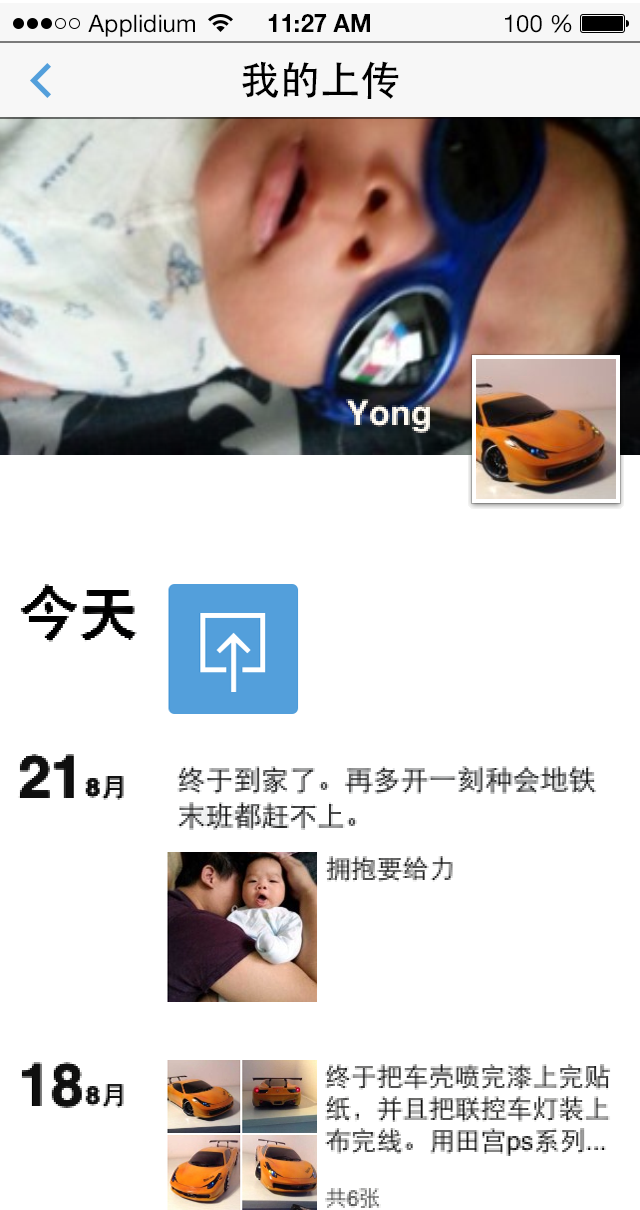 Applidium 11:27 AM 100 %
我的上传
Yong
今天
21 8月
终于到家了。再多开一刻种会地铁
末班都赶不上。
拥抱要给力
18 8月
终于把车壳喷完漆上完贴
纸，并且把联控车灯装上
布完线。用田宫ps系列...
共6张